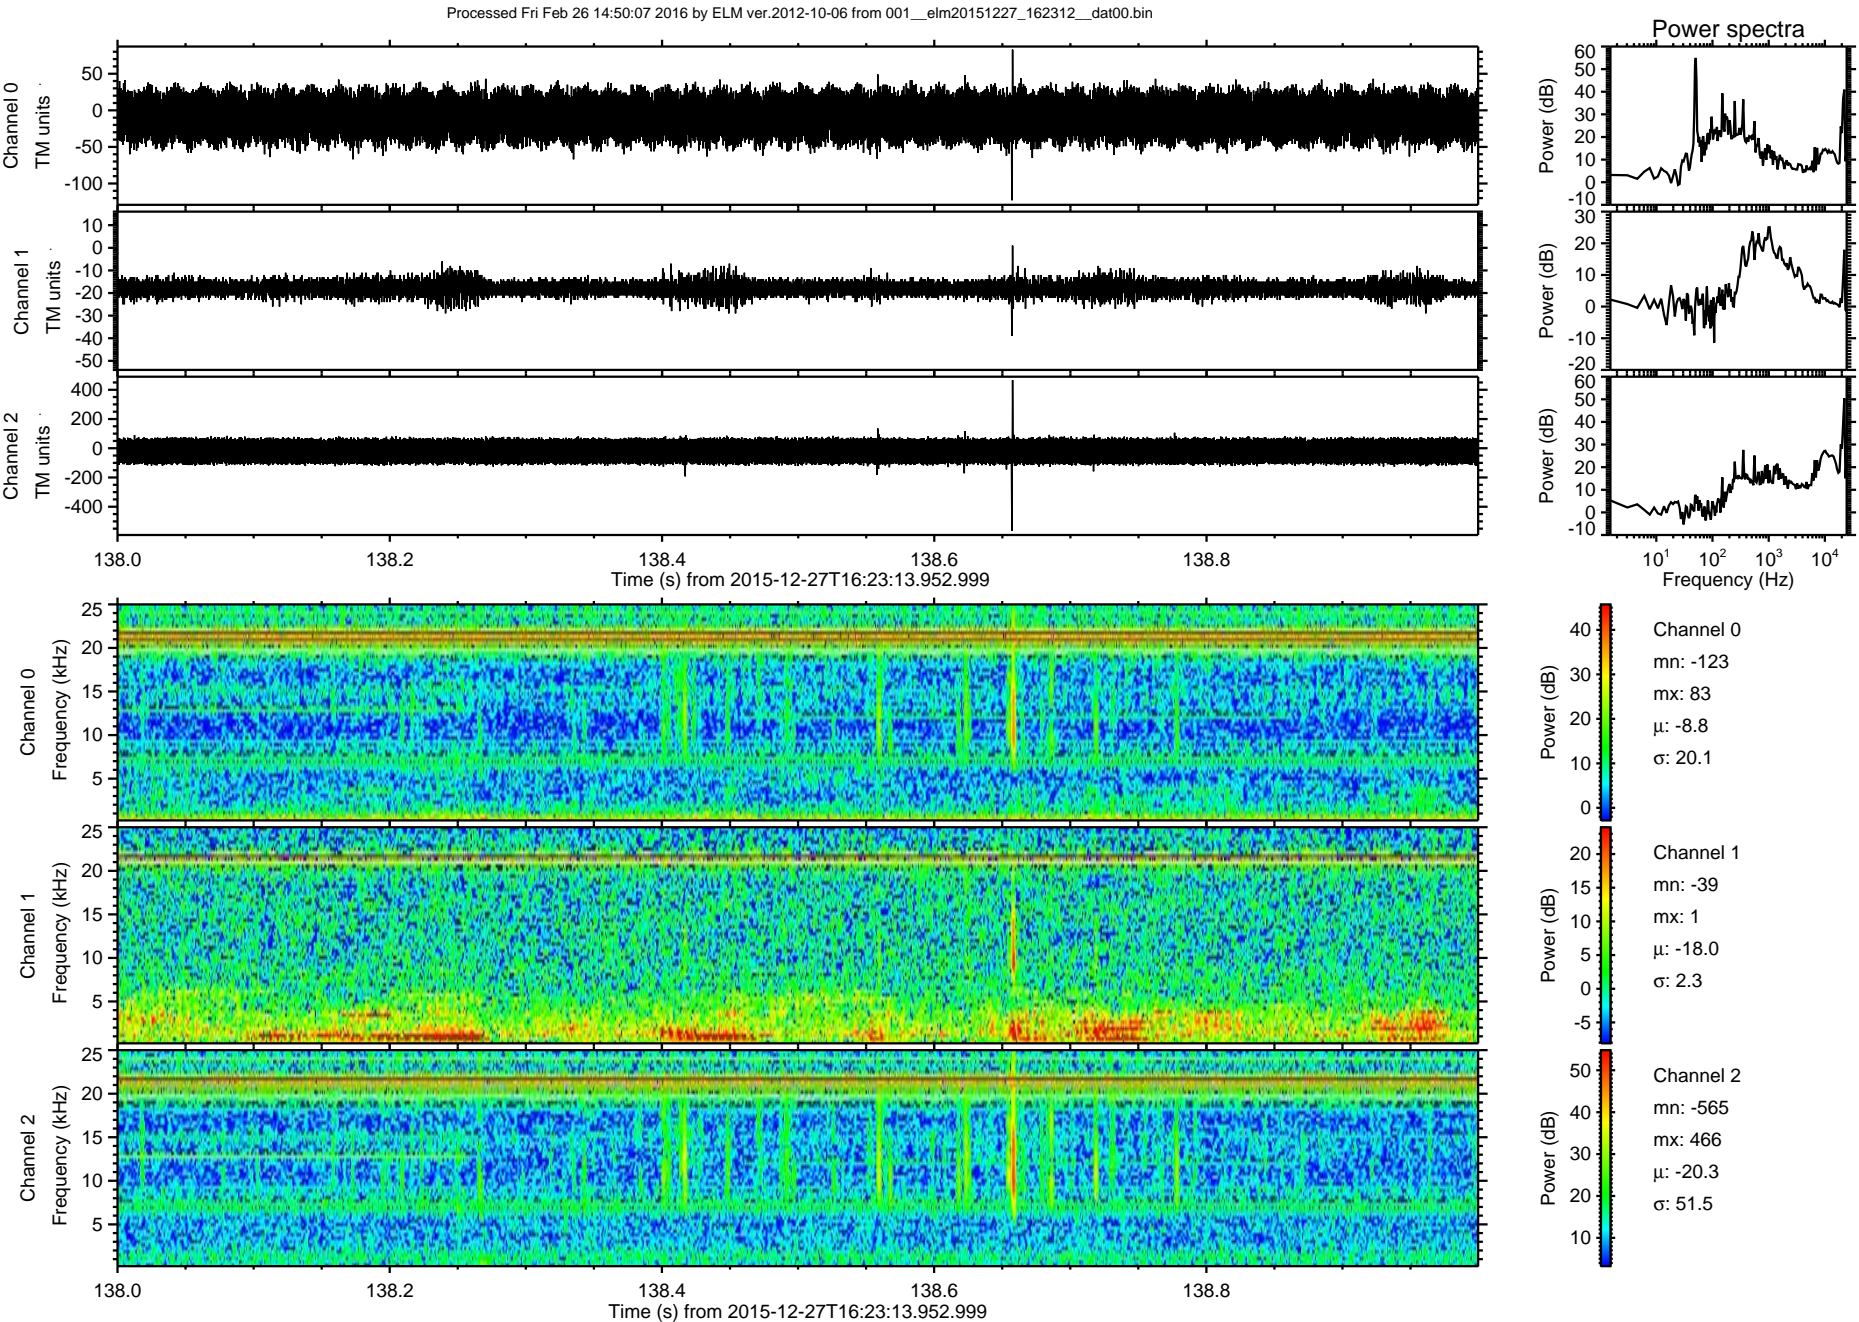 Processed Fri Feb 26 14:50:07 2016 by ELM ver.2012-10-06 from 001__elm20151227_162312__dat00.bin
Power spectra
Channel 0
TM units
50
0
-50
-100
Power (dB)
60
50
40
30
20
10
0
-10
Channel 1
TM units
10
0
-10
-20
-30
-40
-50
Power (dB)
30
20
10
0
-10
-20
Channel 2
TM units
400
200
0
-200
-400
Power (dB)
60
50
40
30
20
10
0
-10
138.0 138.2 138.4 138.6 138.8
Time (s) from 2015-12-27T16:23:13.952.999
10^1 10^2 10^3 10^4
Frequency (Hz)
Channel 0
Frequency (kHz)
25
20
15
10
5
Power (dB)
40
30
20
10
0
Channel 0
mn: -123
mx: 83
μ: -8.8
σ: 20.1
Channel 1
Frequency (kHz)
25
20
15
10
5
Power (dB)
20
15
10
5
0
-5
Channel 1
mn: -39
mx: 1
μ: -18.0
σ: 2.3
Channel 2
Frequency (kHz)
25
20
15
10
5
Power (dB)
50
40
30
20
10
Channel 2
mn: -565
mx: 466
μ: -20.3
σ: 51.5
138.0 138.2 138.4 138.6 138.8
Time (s) from 2015-12-27T16:23:13.952.999